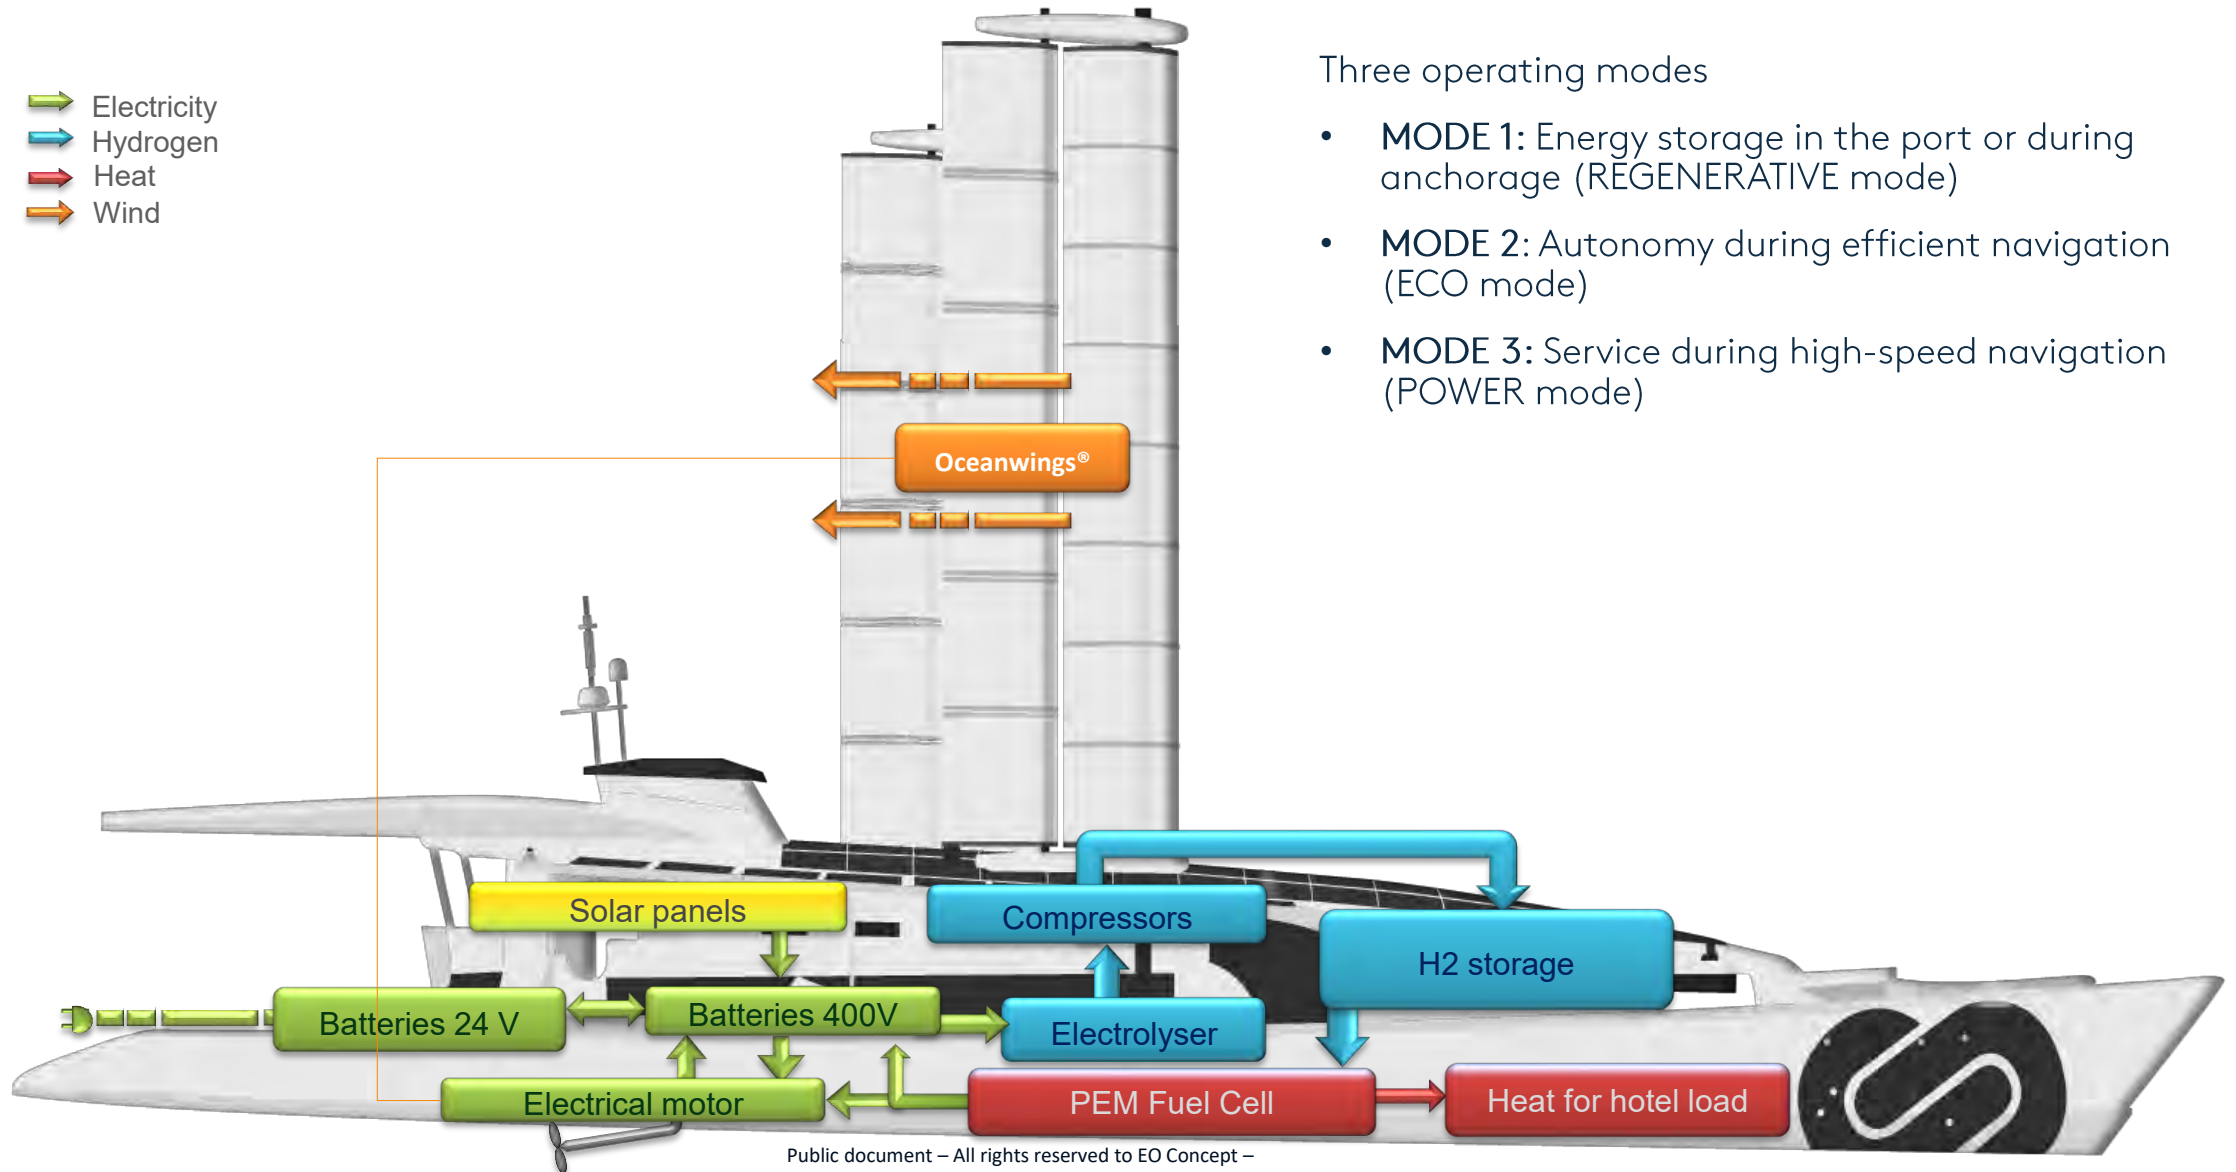 Electricity
Hydrogen
Heat
Wind
Three operating modes
• MODE 1: Energy storage in the port or during
anchorage (REGENERATIVE mode)
• MODE 2: Autonomy during efficient navigation
(ECO mode)
• MODE 3: Service during high-speed navigation
(POWER mode)
Oceanwings®
Solar panels
Compressors
H2 storage
Batteries 24 V
Batteries 400V
Electrolyser
Electrical motor
PEM Fuel Cell
Heat for hotel load
Public document – All rights reserved to EO Concept –